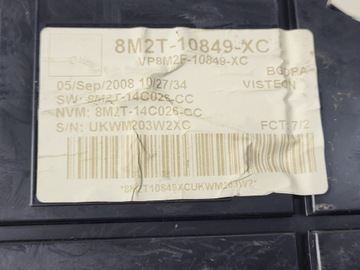 8M2T-10849-XC
VP8M2F-10849-XC
05/Sep/2008 10/27/34
VISTEON
SW: 8M2T-14C026-CC
NVM: 8M2T-14C026-CC
S/N: UKWM203W2XC
FCT:7/2